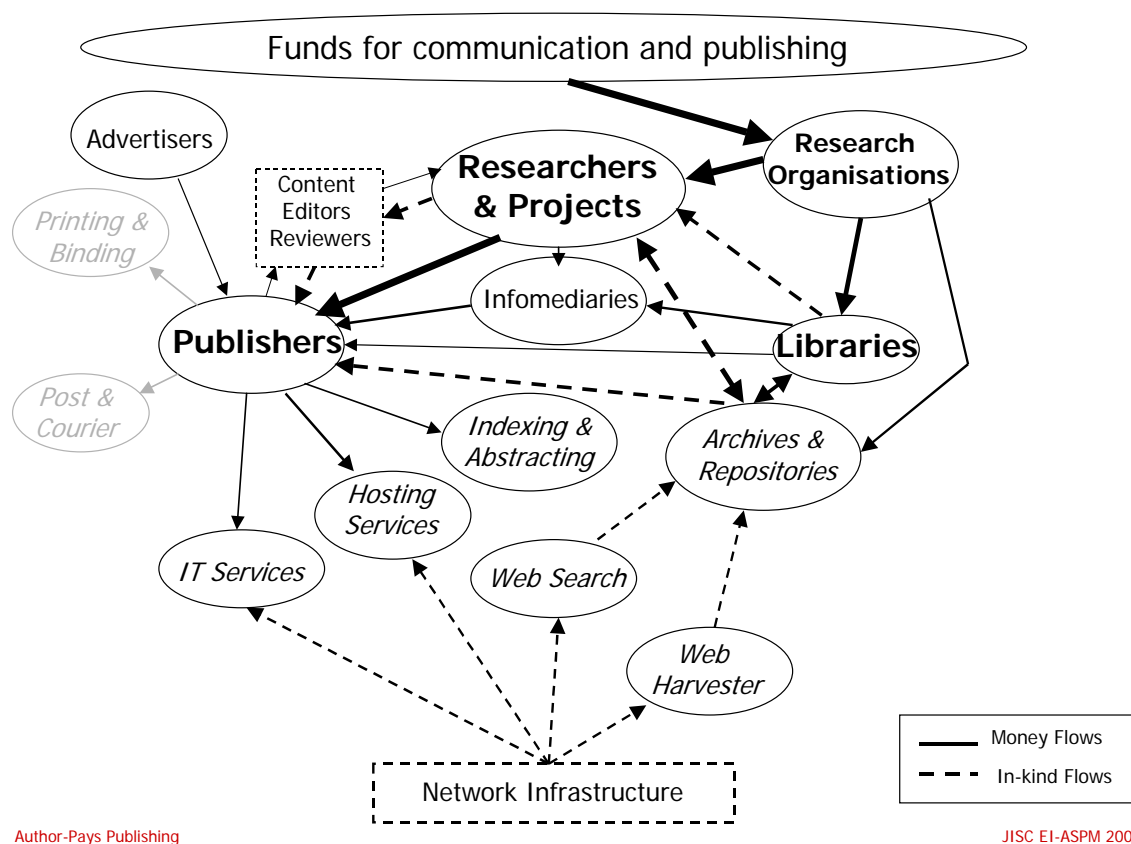 Funds for communication and publishing
Advertisers
Research
Organisations
Researchers
& Projects
Content
Editors
Reviewers
Printing &
Binding
Infomediaries
Publishers
Libraries
Post &
Courier
Indexing &
Abstracting
Archives &
Repositories
Hosting
Services
IT Services
Web Search
Web
Harvester
Money Flows
In-kind Flows
Network Infrastructure
Author-Pays Publishing
JISC EI-ASPM 200